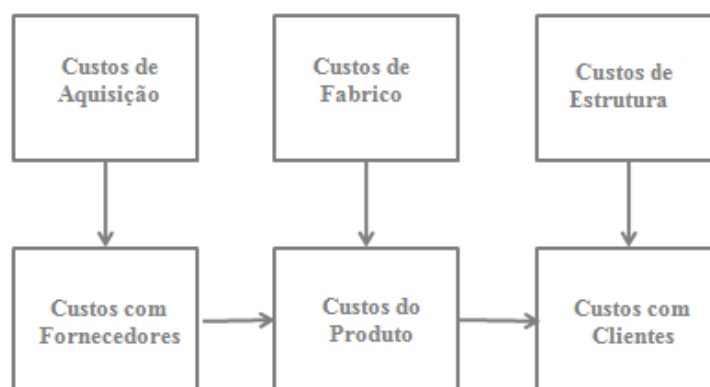 Custos de
Aquisição
Custos de
Fabrico
Custos de
Estrutura
Custos com
Fornecedores
Custos do
Produto
Custos com
Clientes